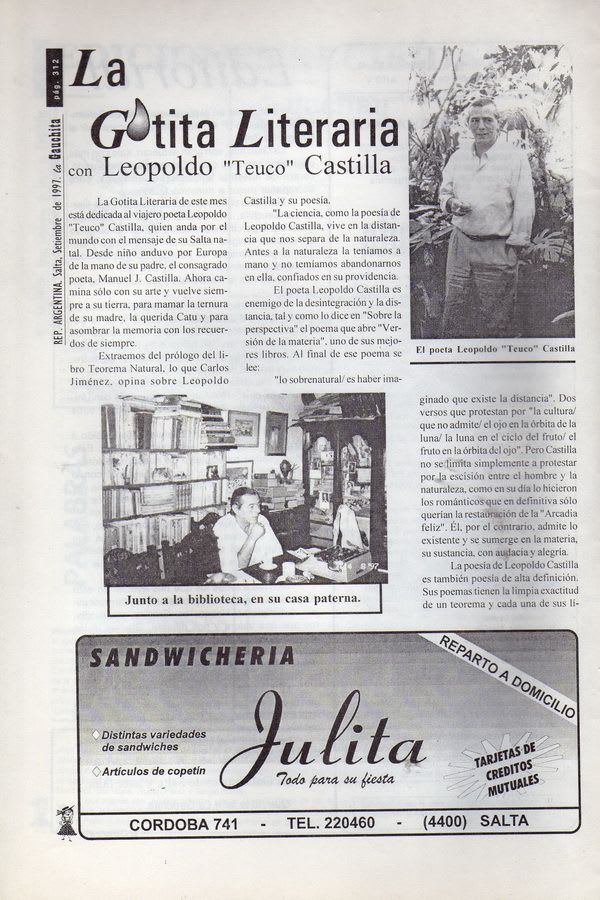 pág. 312
REP. ARGENTINA. Salta, Setiembre de 1997. La Gauchita
La
Gotita Literaria
con Leopoldo "Teuco" Castilla
La Gotita Literaria de este mes
está dedicada al viajero poeta Leopoldo
"Teuco" Castilla, quien anda por el
mundo con el mensaje de su Salta na-
tal. Desde niño anduvo por Europa
de la mano de su padre, el consagrado
poeta, Manuel J. Castilla. Ahora ca-
mina sólo con su arte y vuelve siempre
a su tierra, para mamar la ternura
de su madre, la querida Catu y para
asombrar la memoria con los recuer-
dos de siempre.
Extraemos del prólogo del li-
bro Teorema Natural, lo que Carlos
Jiménez, opina sobre Leopoldo
Castilla y su poesía.
"La ciencia, como la poesía de
Leopoldo Castilla, vive en la distan-
cia que nos separa de la naturaleza.
Antes a la naturaleza la teníamos a
mano y no temíamos abandonarnos
en ella, confiados en su providencia.
El poeta Leopoldo Castilla es
enemigo de la desintegración y la dis-
tancia, tal y como lo dice en "Sobre la
perspectiva" el poema que abre "Ver-
sión de la materia", uno de sus mejo-
res libros. Al final de ese poema se
lee:
"lo sobrenatural/ es haber ima-
El poeta Leopoldo "Teuco" Castilla
ginado que existe la distancia". Dos
versos que protestan por "la cultura/
que no admite/ el ojo en la órbita de la
luna/ la luna en el ciclo del fruto/ el
fruto en la órbita del ojo". Pero Castilla
no se limita simplemente a protestar
por la escisión entre el hombre y la
naturaleza, como en su día lo hicieron
los románticos que en definitiva sólo
querían la restauración de la "Arcadia
feliz". Él, por el contrario, admite lo
existente y se sumerge en la materia,
su sustancia, con audacia y alegría.
La poesía de Leopoldo Castilla
es también poesía de alta definición.
Sus poemas tienen la limpia exactitud
de un teorema y cada una de sus lí-
Junto a la biblioteca, en su casa paterna.
SANDWICHERIA
REPARTO A DOMICILIO
Julita
Todo para su fiesta
Distintas variedades
de sandwiches
Artículos de copetín
TARJETAS DE
CREDITOS
MUTUALES
CORDOBA 741 - TEL. 220460 - (4400) SALTA